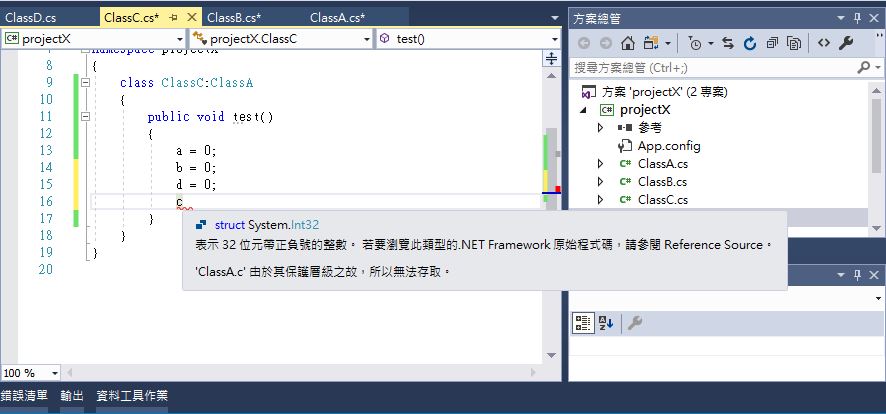 ClassD.cs
ClassC.cs*
ClassB.cs*
ClassA.cs*
方案總管
projectX
projectX.ClassC
test()
搜尋方案總管 (Ctrl+;)
方案 'projectX' (2 專案)
projectX
參考
App.config
ClassA.cs
ClassB.cs
ClassC.cs
8 {
9 class ClassC:ClassA
10 {
11 public void test()
12 {
13 a = 0;
14 b = 0;
15 d = 0;
16 c
17 }
18 }
19 }
20
struct System.Int32
表示 32 位元帶正負號的整數。 若要瀏覽此類型的.NET Framework 原始程式碼，請參閱 Reference Source。
'ClassA.c' 由於其保護層級之故，所以無法存取。
100 %
錯誤清單 輸出 資料工具作業